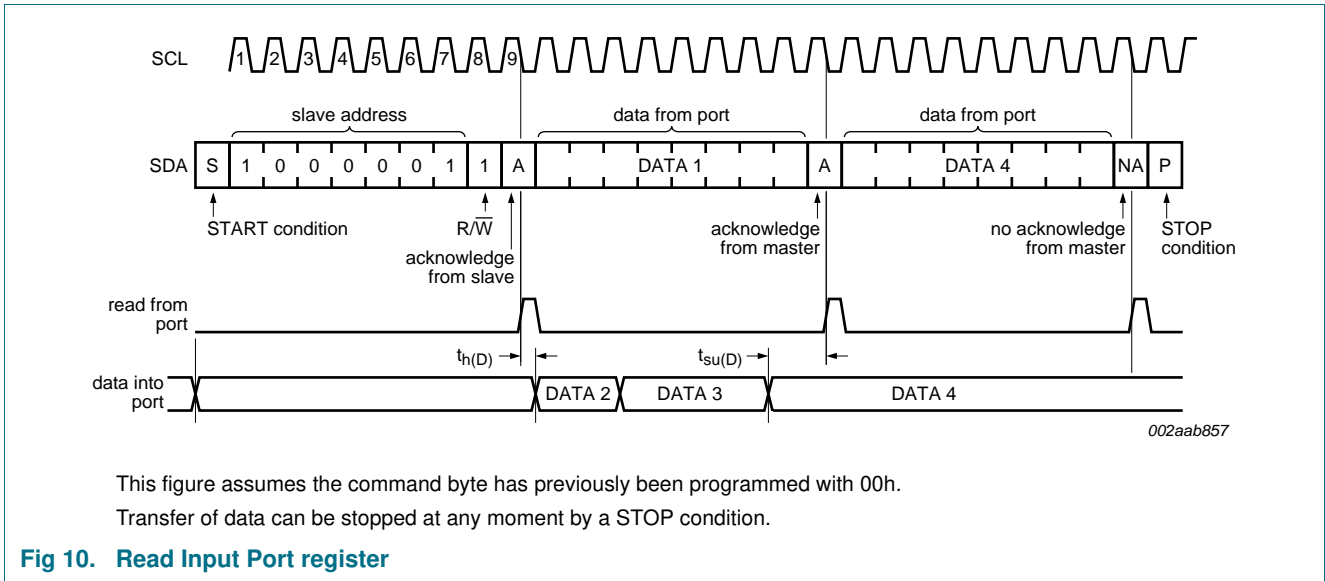 SCL 1 2 3 4 5 6 7 8 9
slave address data from port data from port
SDA S 1 0 0 0 0 0 1 1 A DATA 1 A DATA 4 NA P
START condition R/W̅ acknowledge from slave acknowledge from master no acknowledge from master STOP condition
read from
port
th(D) tsu(D)
data into
port
DATA 2 DATA 3 DATA 4
002aab857
This figure assumes the command byte has previously been programmed with 00h.
Transfer of data can be stopped at any moment by a STOP condition.
Fig 10. Read Input Port register